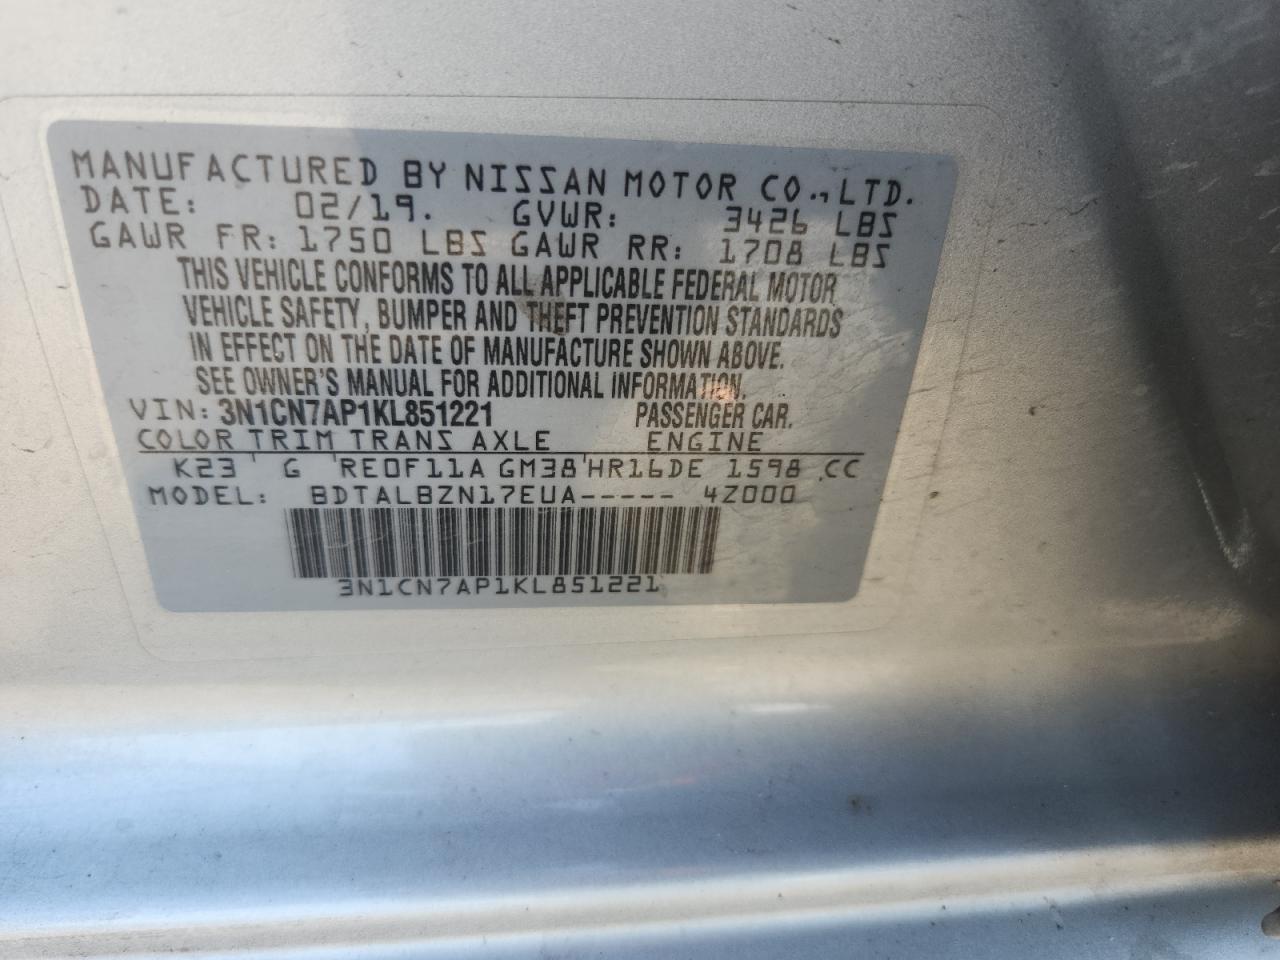 MANUFACTURED BY NISSAN MOTOR CO., LTD.
DATE: 02/19. GVWR: 3426 LBS
GAWR FR: 1750 LBS GAWR RR: 1708 LBS
THIS VEHICLE CONFORMS TO ALL APPLICABLE FEDERAL MOTOR
VEHICLE SAFETY, BUMPER AND THEFT PREVENTION STANDARDS
IN EFFECT ON THE DATE OF MANUFACTURE SHOWN ABOVE.
SEE OWNER'S MANUAL FOR ADDITIONAL INFORMATION.
VIN: 3N1CN7AP1KL851221 PASSENGER CAR.
COLOR TRIM TRANS AXLE ENGINE
K23 G RE0F11A GM38 HR16DE 1598 CC
MODEL: BDTALBZN17EUA----- 4Z000
3N1CN7AP1KL851221